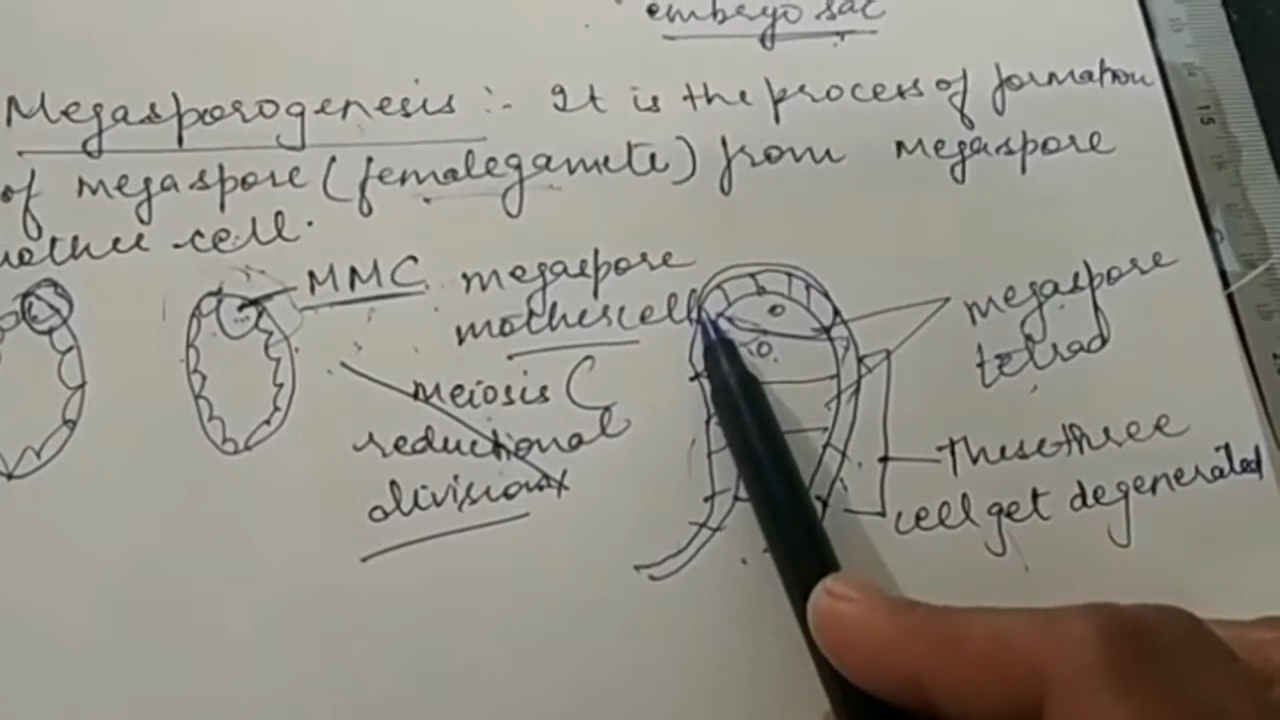 embryo sac
Megasporogenesis :- It is the process of formation
of megaspore (femalegamete) from megaspore
mother cell.
MMC megaspore
mothercell
meiosis C
reductional
division
megaspore
tetrad
These three
cell get degenerated
15